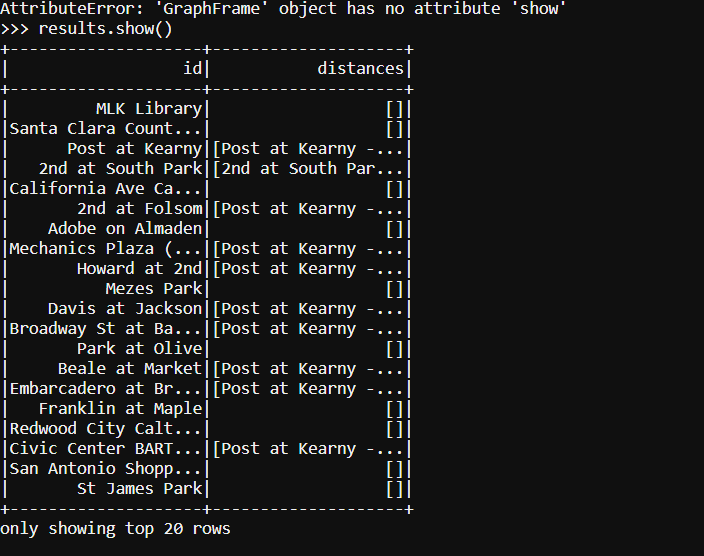 AttributeError: 'GraphFrame' object has no attribute 'show'
>>> results.show()
+--------------------+--------------------+
|                  id|           distances|
+--------------------+--------------------+
|         MLK Library|                  []|
|Santa Clara Count...|                  []|
|      Post at Kearny|[Post at Kearny -...|
|   2nd at South Park|[2nd at South Par...|
|California Ave Ca...|                  []|
|       2nd at Folsom|[Post at Kearny -...|
|    Adobe on Almaden|                  []|
|Mechanics Plaza (...|[Post at Kearny -...|
|       Howard at 2nd|[Post at Kearny -...|
|          Mezes Park|                  []|
|    Davis at Jackson|[Post at Kearny -...|
|Broadway St at Ba...|[Post at Kearny -...|
|       Park at Olive|                  []|
|     Beale at Market|[Post at Kearny -...|
|Embarcadero at Br...|[Post at Kearny -...|
|   Franklin at Maple|                  []|
|Redwood City Calt...|                  []|
|Civic Center BART...|[Post at Kearny -...|
|San Antonio Shopp...|                  []|
|       St James Park|                  []|
+--------------------+--------------------+
only showing top 20 rows